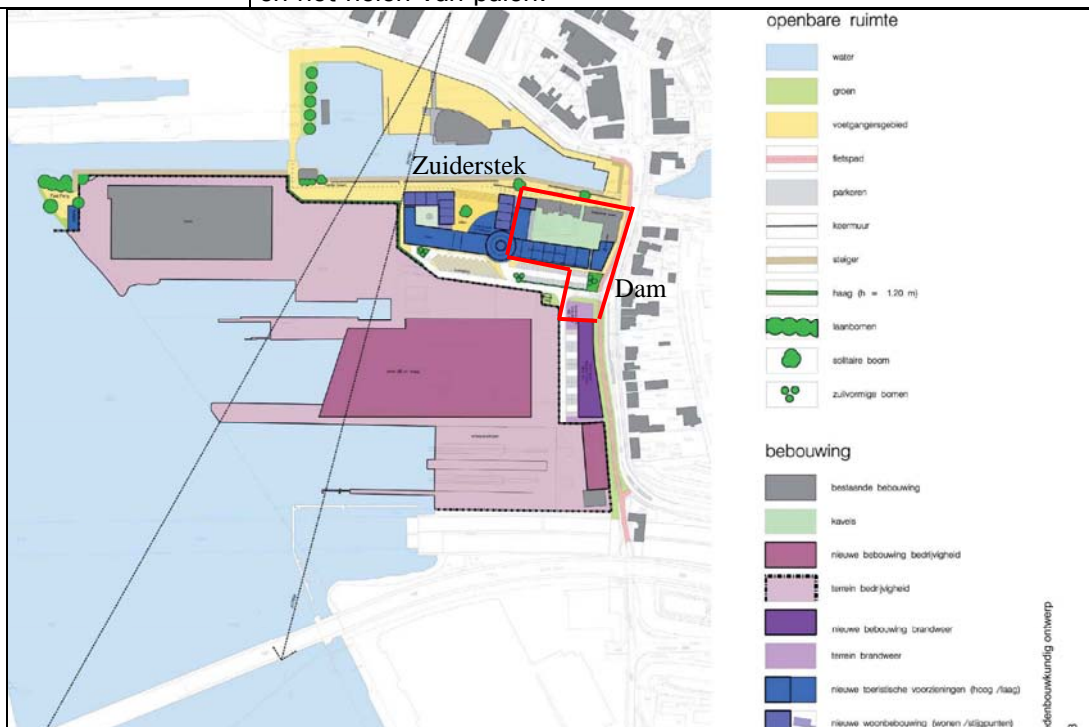 en het heien van palen.
openbare ruimte
water
groen
voetgangersgebied
fietspad
parkeren
keermuur
steiger
haag (h = 1.20 m)
laanbomen
solitaire boom
zuilvormige bomen
Zuiderstek
Dam
bebouwing
bestaande bebouwing
kavels
nieuwe bebouwing bedrijvigheid
terrein bedrijvigheid
nieuwe bebouwing brandweer
terrein brandweer
nieuwe toeristische voorzieningen (hoog /laag)
nieuwe woonbebouwing (wonen /stijgpunten)
denbouwkundig ontwerp